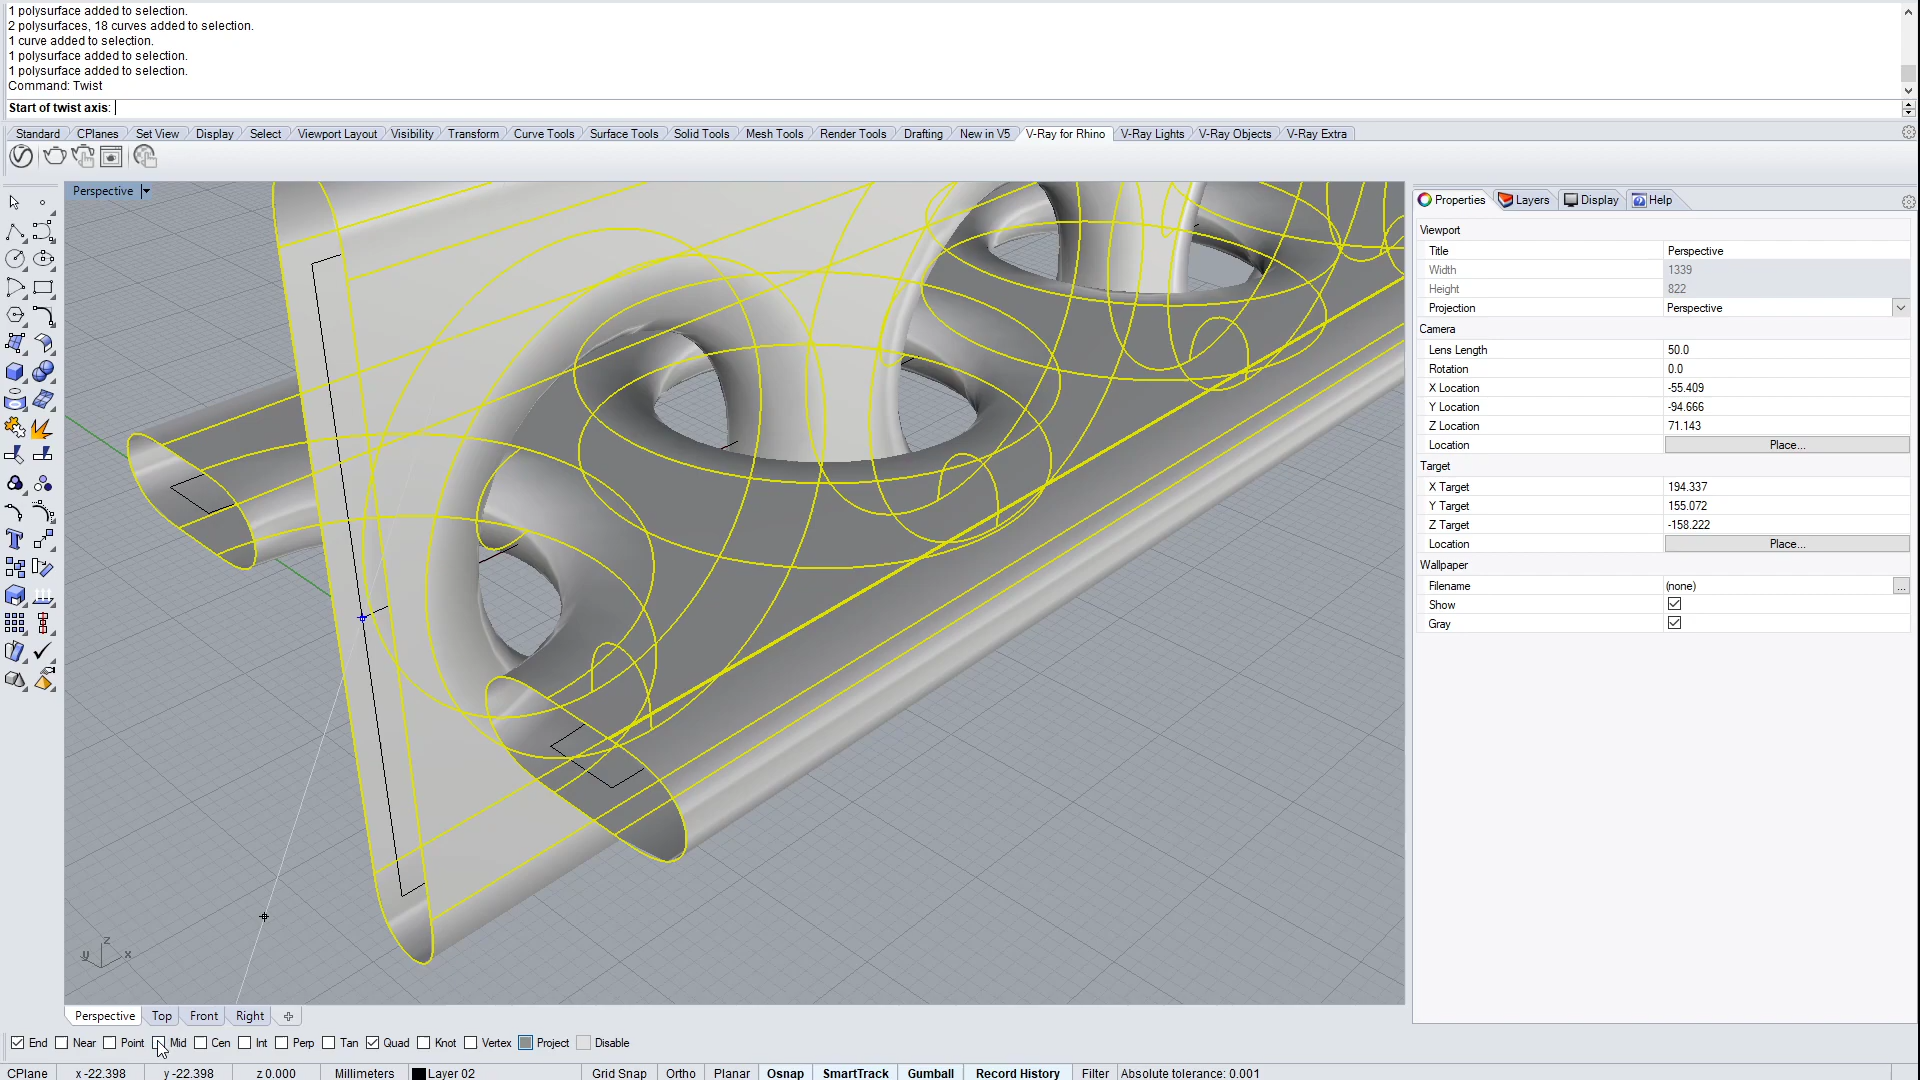 1 polysurface added to selection.
2 polysurfaces, 18 curves added to selection.
1 curve added to selection.
1 polysurface added to selection.
1 polysurface added to selection.
Command: Twist
Start of twist axis:
Standard CPlanes Set View Display Select Viewport Layout Visibility Transform Curve Tools Surface Tools Solid Tools Mesh Tools Render Tools Drafting New in V5 V-Ray for Rhino V-Ray Lights V-Ray Objects V-Ray Extra
Perspective
z
y x
Properties Layers Display Help
Viewport
Title Perspective
Width 1339
Height 822
Projection Perspective
Camera
Lens Length 50.0
Rotation 0.0
X Location -55.409
Y Location -94.666
Z Location 71.143
Location Place...
Target
X Target 194.337
Y Target 155.072
Z Target -158.222
Location Place...
Wallpaper
Filename (none) ...
Show
Gray
Perspective Top Front Right
End Near Point Mid Cen Int Perp Tan Quad Knot Vertex Project Disable
CPlane x -22.398 y -22.398 z 0.000 Millimeters Layer 02 Grid Snap Ortho Planar Osnap SmartTrack Gumball Record History Filter Absolute tolerance: 0.001